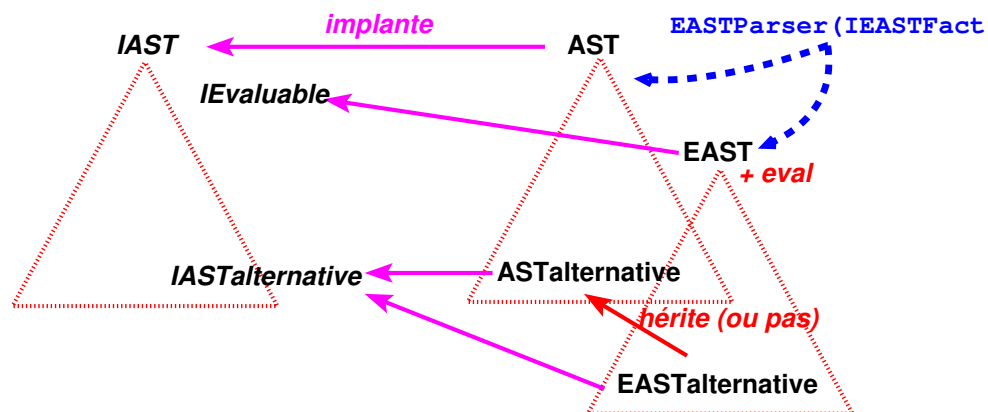 implante
EASTParser(IEASTFact
IAST
AST
IEvaluable
EAST
+ eval
IASTalternative
ASTalternative
hérite (ou pas)
EASTalternative